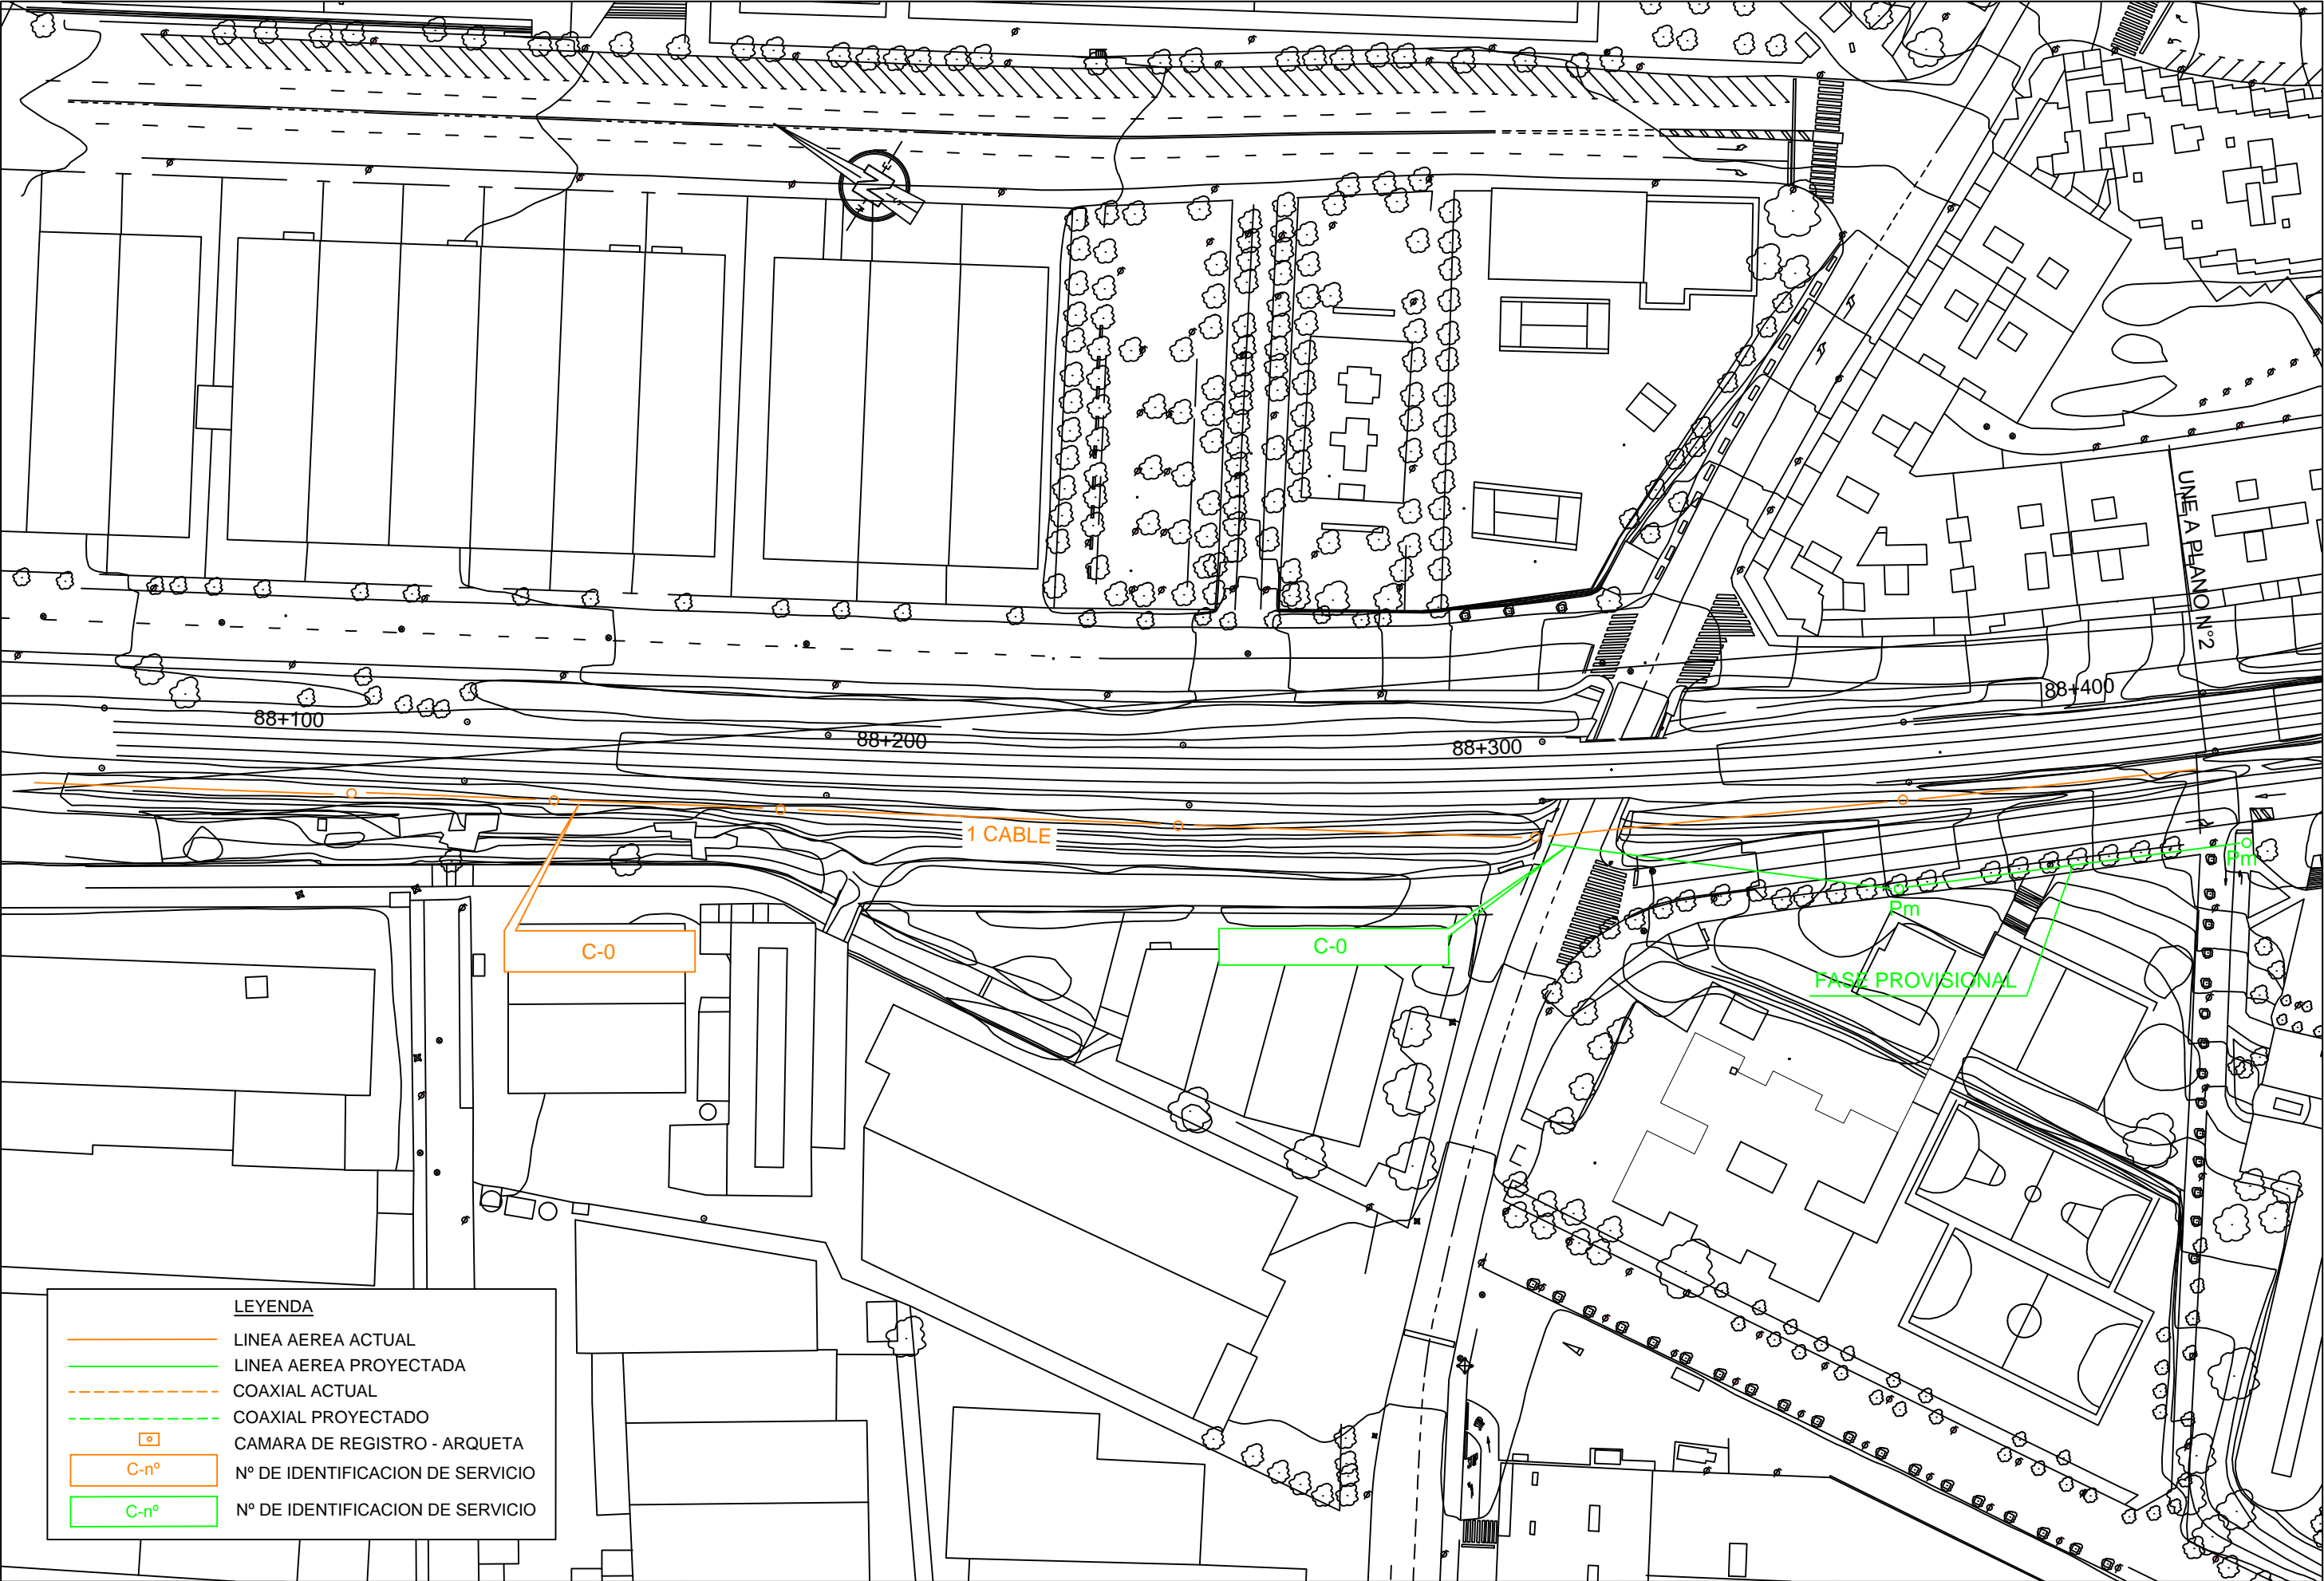 UNE A PLANO N°2
88+400
88+100
88+200
88+300
1 CABLE
Pm
Pm
C-0
C-0
FASE PROVISIONAL
LEYENDA
LINEA AEREA ACTUAL
LINEA AEREA PROYECTADA
COAXIAL ACTUAL
COAXIAL PROYECTADO
CAMARA DE REGISTRO - ARQUETA
C-nº Nº DE IDENTIFICACION DE SERVICIO
C-nº Nº DE IDENTIFICACION DE SERVICIO